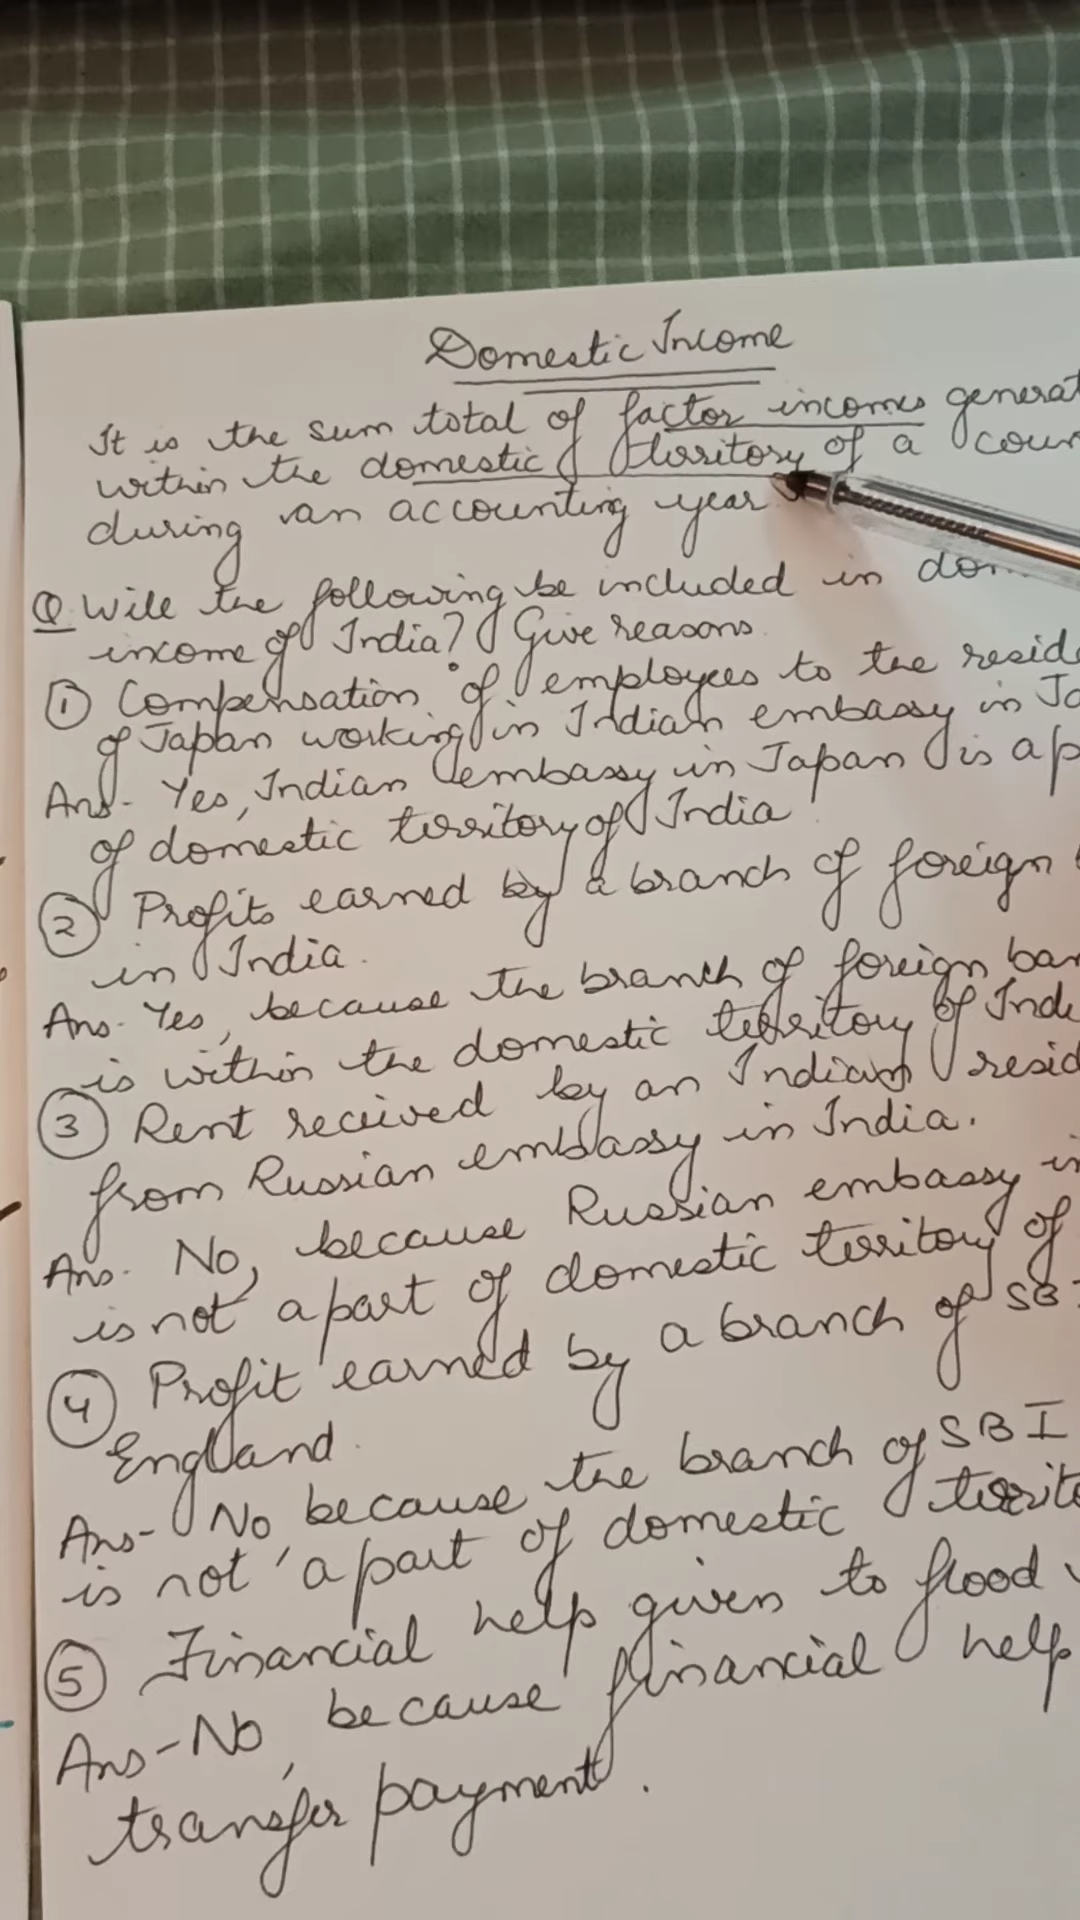 Domestic Income
It is the sum total of factor incomes generat
within the domestic territory of a coun
during an accounting year.
Q Will the following be included in dom
income of India? Give reasons.
① Compensation of employees to the reside
of Japan working in Indian embassy in Ja
Ans- Yes, Indian embassy in Japan is a p
of domestic territory of India
② Profits earned by a branch of foreign
in India.
Ans- Yes, because the branch of foreign ban
is within the domestic territory of Indi
③ Rent received by an Indian resid
from Russian embassy in India.
Ans- No, because Russian embassy in
is not a part of domestic territory of
④ Profit earned by a branch of SBI
England.
Ans- No, because the branch of SBI
is not a part of domestic territo
⑤ Financial help given to flood
Ans-No, because financial help
transfer payment.